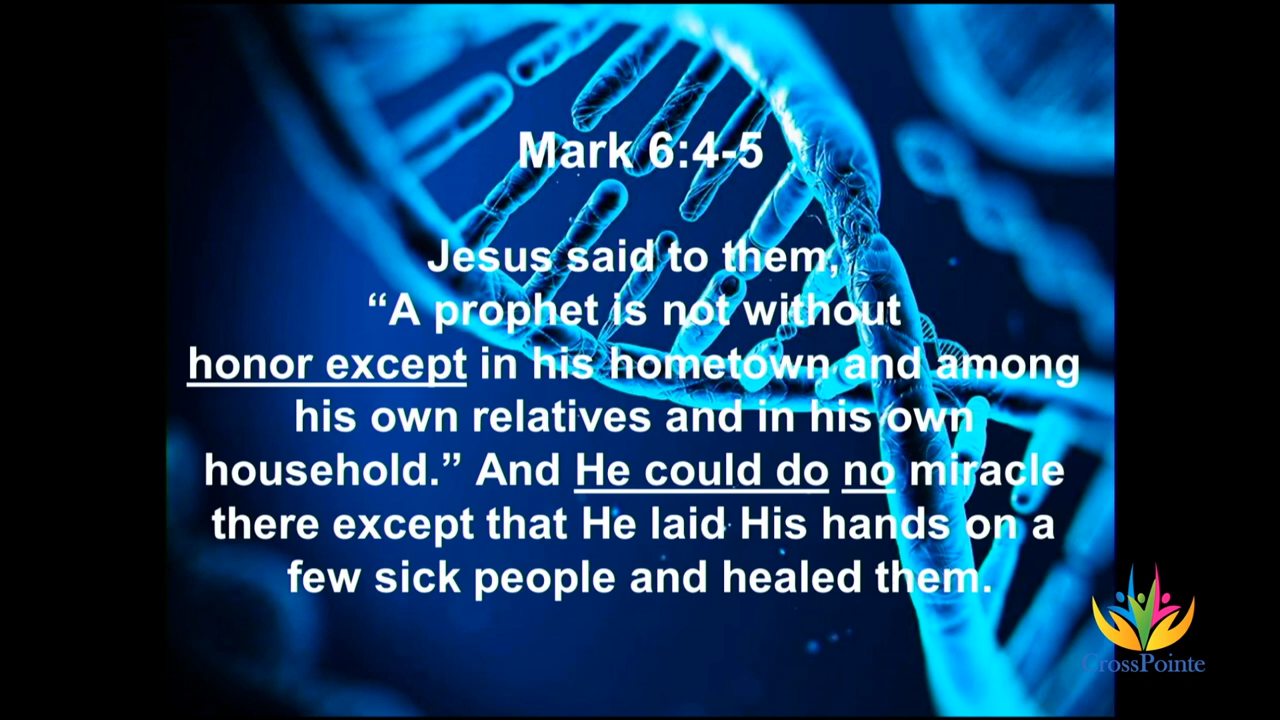 Mark 6:4-5
Jesus said to them,
“A prophet is not without
honor except in his hometown and among
his own relatives and in his own
household.” And He could do no miracle
there except that He laid His hands on a
few sick people and healed them.
CrossPointe